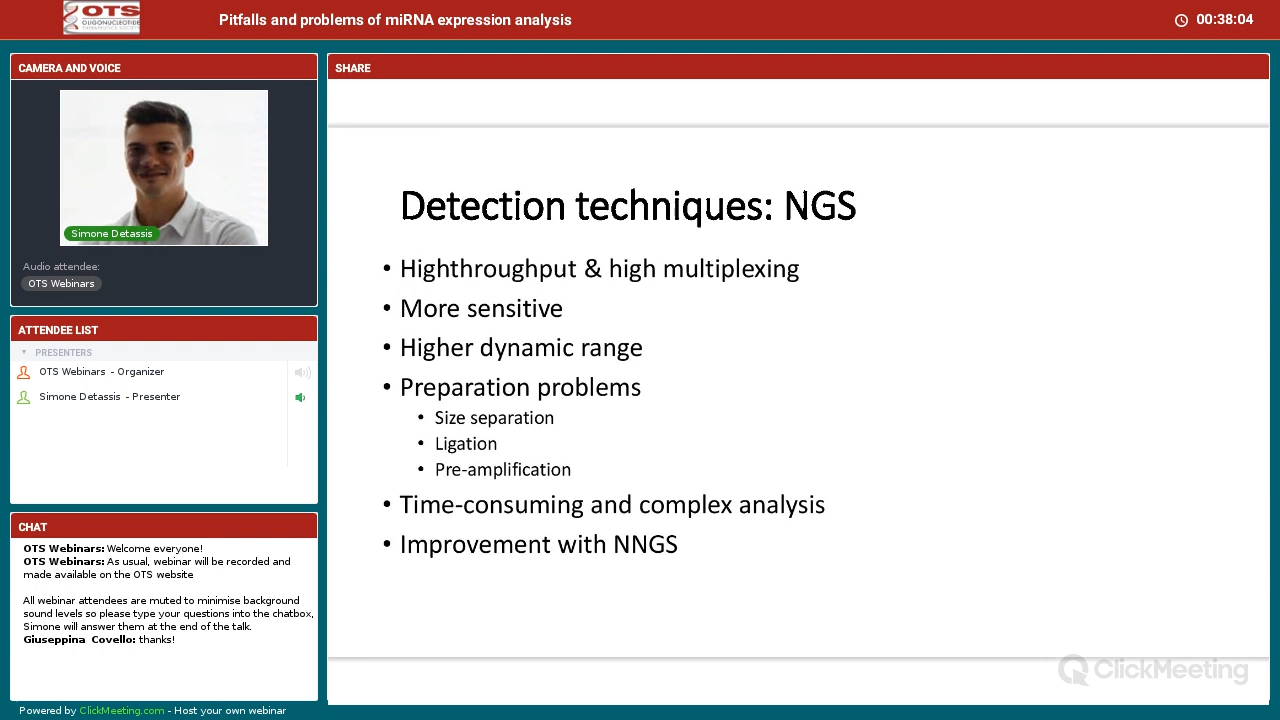 OTS
OLIGONUCLEOTIDE
THERAPEUTICS SOCIETY
Pitfalls and problems of miRNA expression analysis
00:38:04
CAMERA AND VOICE
Simone Detassis
Audio attendee:
OTS Webinars
ATTENDEE LIST
PRESENTERS
OTS Webinars - Organizer
Simone Detassis - Presenter
CHAT
OTS Webinars: Welcome everyone!
OTS Webinars: As usual, webinar will be recorded and
made available on the OTS website
All webinar attendees are muted to minimise background
sound levels so please type your questions into the chatbox,
Simone will answer them at the end of the talk.
Giuseppina Covello: thanks!
Powered by ClickMeeting.com - Host your own webinar
SHARE
Detection techniques: NGS
• Highthroughput & high multiplexing
• More sensitive
• Higher dynamic range
• Preparation problems
• Size separation
• Ligation
• Pre-amplification
• Time-consuming and complex analysis
• Improvement with NNGS
ClickMeeting